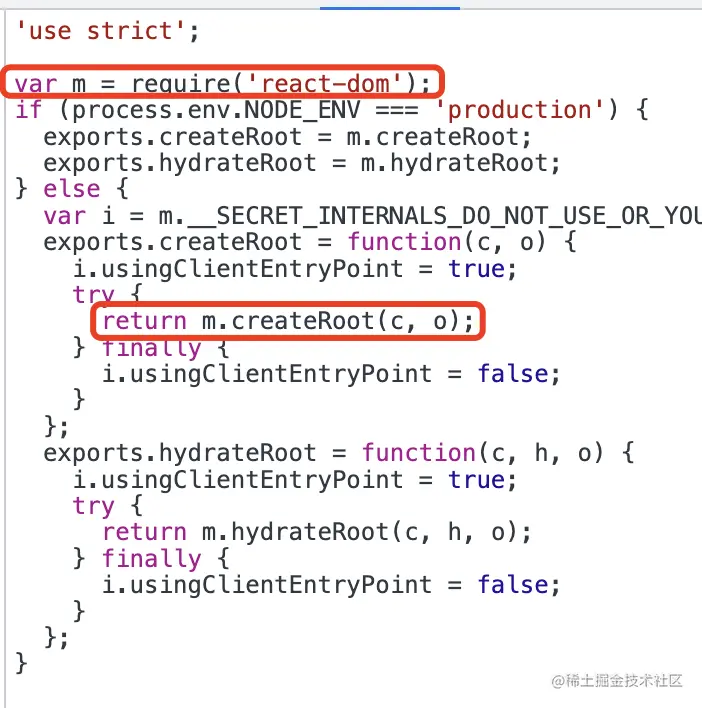 'use strict';
var m = require('react-dom');
if (process.env.NODE_ENV === 'production') {
  exports.createRoot = m.createRoot;
  exports.hydrateRoot = m.hydrateRoot;
} else {
  var i = m.__SECRET_INTERNALS_DO_NOT_USE_OR_YOU
  exports.createRoot = function(c, o) {
    i.usingClientEntryPoint = true;
    try {
      return m.createRoot(c, o);
    } finally {
      i.usingClientEntryPoint = false;
    }
  };
  exports.hydrateRoot = function(c, h, o) {
    i.usingClientEntryPoint = true;
    try {
      return m.hydrateRoot(c, h, o);
    } finally {
      i.usingClientEntryPoint = false;
    }
  };
}
@稀土掘金技术社区